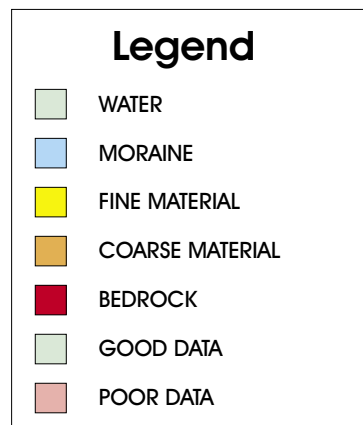 Legend
WATER
MORAINE
FINE MATERIAL
COARSE MATERIAL
BEDROCK
GOOD DATA
POOR DATA